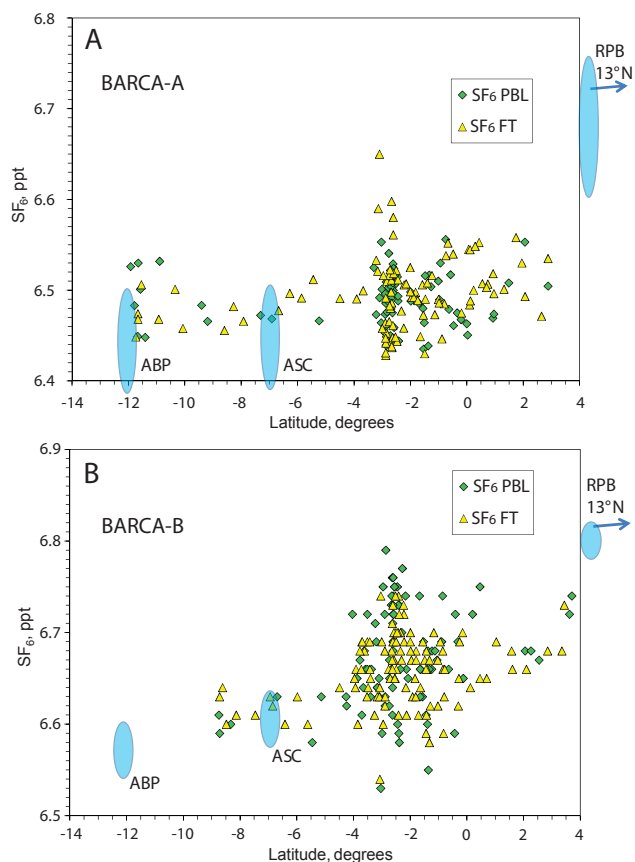 6.8
A
RPB
13°N
BARCA-A
SF6 PBL
SF6 FT
6.7
SF6, ppt
6.6
6.5
6.4
ABP
ASC
-14 -12 -10 -8 -6 -4 -2 0 2 4
Latitude, degrees
6.9
B
RPB
13°N
BARCA-B
SF6 PBL
SF6 FT
6.8
SF6, ppt
6.7
6.6
6.5
ABP
ASC
-14 -12 -10 -8 -6 -4 -2 0 2 4
Latitude, degrees